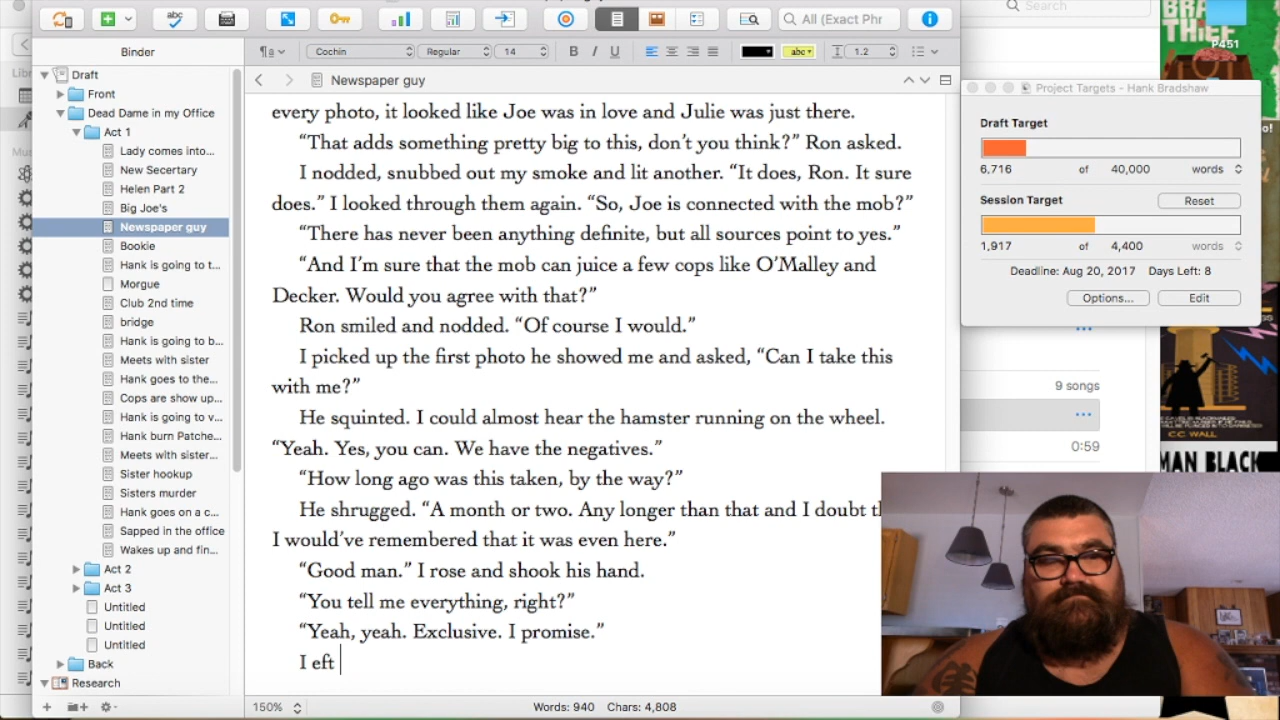 All (Exact Phr
Search
Binder
¶a
Cochin
Regular
14
B I U
abc
1.2
Draft
Front
Dead Dame in my Office
Act 1
Lady comes into...
New Secertary
Helen Part 2
Big Joe's
Newspaper guy
Bookie
Hank is going to t...
Morgue
Club 2nd time
bridge
Hank is going to b...
Meets with sister
Hank goes to the...
Cops are show up...
Hank is going to v...
Hank burn Patche...
Meets with sister...
Sister hookup
Sisters murder
Hank goes on a c...
Sapped in the office
Wakes up and fin...
Act 2
Act 3
Untitled
Untitled
Untitled
Back
Research
Newspaper guy
every photo, it looked like Joe was in love and Julie was just there.
“That adds something pretty big to this, don’t you think?” Ron asked.
I nodded, snubbed out my smoke and lit another. “It does, Ron. It sure
does.” I looked through them again. “So, Joe is connected with the mob?”
“There has never been anything definite, but all sources point to yes.”
“And I’m sure that the mob can juice a few cops like O’Malley and
Decker. Would you agree with that?”
Ron smiled and nodded. “Of course I would.”
I picked up the first photo he showed me and asked, “Can I take this
with me?”
He squinted. I could almost hear the hamster running on the wheel.
“Yeah. Yes, you can. We have the negatives.”
“How long ago was this taken, by the way?”
He shrugged. “A month or two. Any longer than that and I doubt
I would’ve remembered that it was even here.”
“Good man.” I rose and shook his hand.
“You tell me everything, right?”
“Yeah, yeah. Exclusive. I promise.”
I eft
150%
Words: 940 Chars: 4,808
Project Targets - Hank Bradshaw
Draft Target
6,716 of 40,000 words
Session Target
Reset
1,917 of 4,400 words
Deadline: Aug 20, 2017 Days Left: 8
Options...
Edit
9 songs
0:59
THIEF
P451
C.C. WALL
MAN BLACK